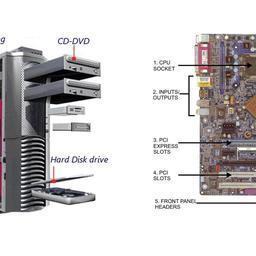 g
CD-DVD
Hard Disk drive
1. CPU
SOCKET
2. INPUTS/
OUTPUTS
3. PCI
EXPRESS
SLOTS
4. PCI
SLOTS
5. FRONT PANEL
HEADERS